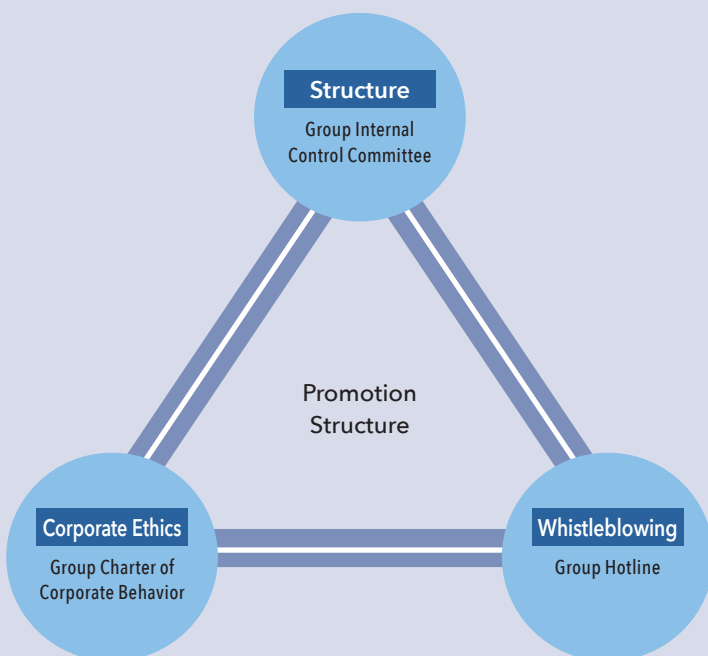 Structure
Group Internal
Control Committee
Promotion
Structure
Corporate Ethics
Group Charter of
Corporate Behavior
Whistleblowing
Group Hotline